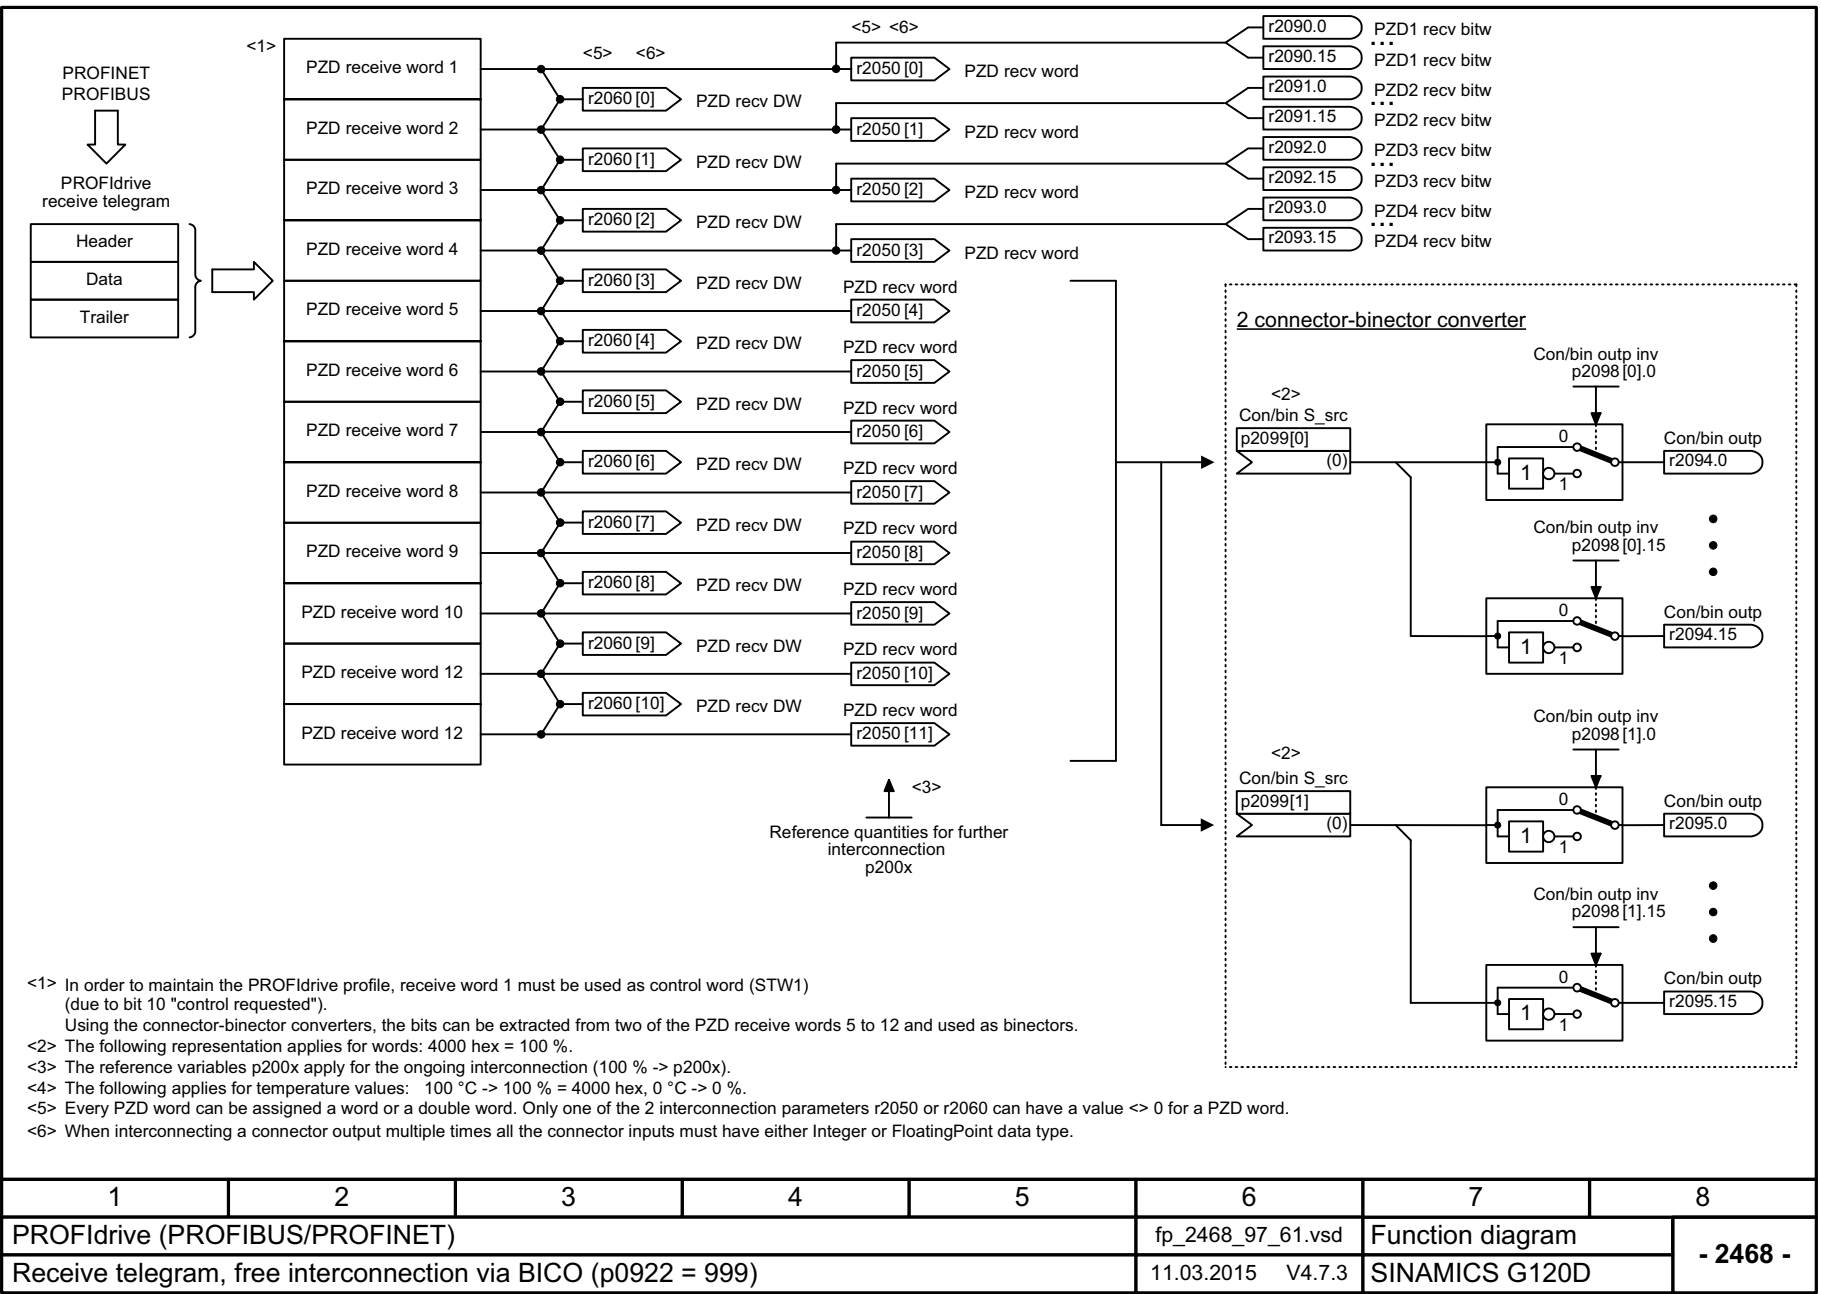 <1>
PROFINET
PROFIBUS
PROFIdrive
receive telegram
Header
Data
Trailer
PZD receive word 1
PZD receive word 2
PZD receive word 3
PZD receive word 4
PZD receive word 5
PZD receive word 6
PZD receive word 7
PZD receive word 8
PZD receive word 9
PZD receive word 10
PZD receive word 12
PZD receive word 12
<5> <6>
r2060 [0] PZD recv DW
r2060 [1] PZD recv DW
r2060 [2] PZD recv DW
r2060 [3] PZD recv DW
r2060 [4] PZD recv DW
r2060 [5] PZD recv DW
r2060 [6] PZD recv DW
r2060 [7] PZD recv DW
r2060 [8] PZD recv DW
r2060 [9] PZD recv DW
r2060 [10] PZD recv DW
<5> <6>
r2050 [0] PZD recv word
r2050 [1] PZD recv word
r2050 [2] PZD recv word
r2050 [3] PZD recv word
PZD recv word
r2050 [4]
PZD recv word
r2050 [5]
PZD recv word
r2050 [6]
PZD recv word
r2050 [7]
PZD recv word
r2050 [8]
PZD recv word
r2050 [9]
PZD recv word
r2050 [10]
PZD recv word
r2050 [11]
<3>
Reference quantities for further
interconnection
p200x
r2090.0 PZD1 recv bitw
...
r2090.15 PZD1 recv bitw
r2091.0 PZD2 recv bitw
...
r2091.15 PZD2 recv bitw
r2092.0 PZD3 recv bitw
...
r2092.15 PZD3 recv bitw
r2093.0 PZD4 recv bitw
...
r2093.15 PZD4 recv bitw
2 connector-binector converter
Con/bin outp inv
p2098 [0].0
<2>
Con/bin S_src
p2099[0]
(0)
0
1
1
Con/bin outp
r2094.0
Con/bin outp inv
p2098 [0].15
0
1
1
Con/bin outp
r2094.15
Con/bin outp inv
p2098 [1].0
<2>
Con/bin S_src
p2099[1]
(0)
0
1
1
Con/bin outp
r2095.0
Con/bin outp inv
p2098 [1].15
0
1
1
Con/bin outp
r2095.15
<1> In order to maintain the PROFIdrive profile, receive word 1 must be used as control word (STW1)
(due to bit 10 "control requested").
Using the connector-binector converters, the bits can be extracted from two of the PZD receive words 5 to 12 and used as binectors.
<2> The following representation applies for words: 4000 hex = 100 %.
<3> The reference variables p200x apply for the ongoing interconnection (100 % -> p200x).
<4> The following applies for temperature values: 100 °C -> 100 % = 4000 hex, 0 °C -> 0 %.
<5> Every PZD word can be assigned a word or a double word. Only one of the 2 interconnection parameters r2050 or r2060 can have a value <> 0 for a PZD word.
<6> When interconnecting a connector output multiple times all the connector inputs must have either Integer or FloatingPoint data type.
1 2 3 4 5 6 7 8
PROFIdrive (PROFIBUS/PROFINET) fp_2468_97_61.vsd Function diagram
- 2468 -
Receive telegram, free interconnection via BICO (p0922 = 999) 11.03.2015 V4.7.3 SINAMICS G120D